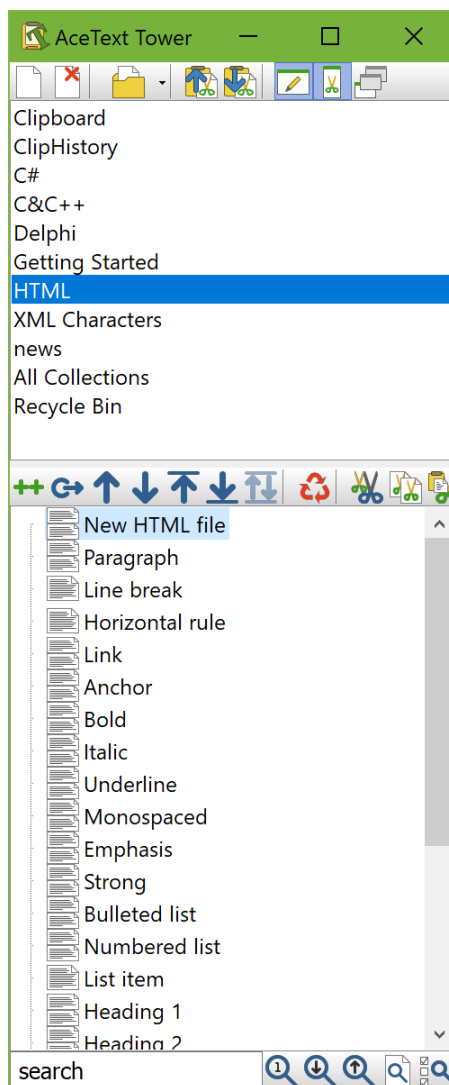 AceText Tower
Clipboard
ClipHistory
C#
C&C++
Delphi
Getting Started
HTML
XML Characters
news
All Collections
Recycle Bin
New HTML file
Paragraph
Line break
Horizontal rule
Link
Anchor
Bold
Italic
Underline
Monospaced
Emphasis
Strong
Bulleted list
Numbered list
List item
Heading 1
Heading 2
search